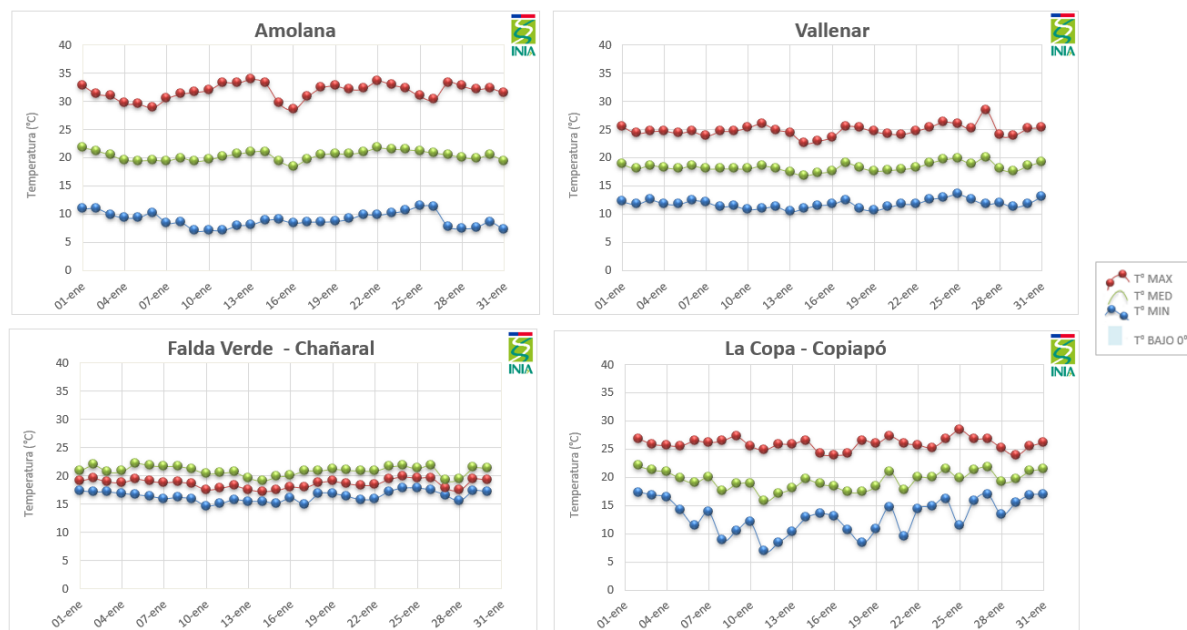 Amolana
INIA
Temperatura (°C)
40
35
30
25
20
15
10
5
0
01-ene
04-ene
07-ene
10-ene
13-ene
16-ene
19-ene
22-ene
25-ene
28-ene
31-ene
Vallenar
INIA
Temperatura (°C)
40
35
30
25
20
15
10
5
0
01-ene
04-ene
07-ene
10-ene
13-ene
16-ene
19-ene
22-ene
25-ene
28-ene
31-ene
T° MAX
T° MED
T° MIN
T° BAJO 0°
Falda Verde - Chañaral
INIA
Temperatura (°C)
40
35
30
25
20
15
10
5
0
01-ene
04-ene
07-ene
10-ene
13-ene
16-ene
19-ene
22-ene
25-ene
28-ene
31-ene
La Copa - Copiapó
INIA
Temperatura (°C)
40
35
30
25
20
15
10
5
0
01-ene
04-ene
07-ene
10-ene
13-ene
16-ene
19-ene
22-ene
25-ene
28-ene
31-ene